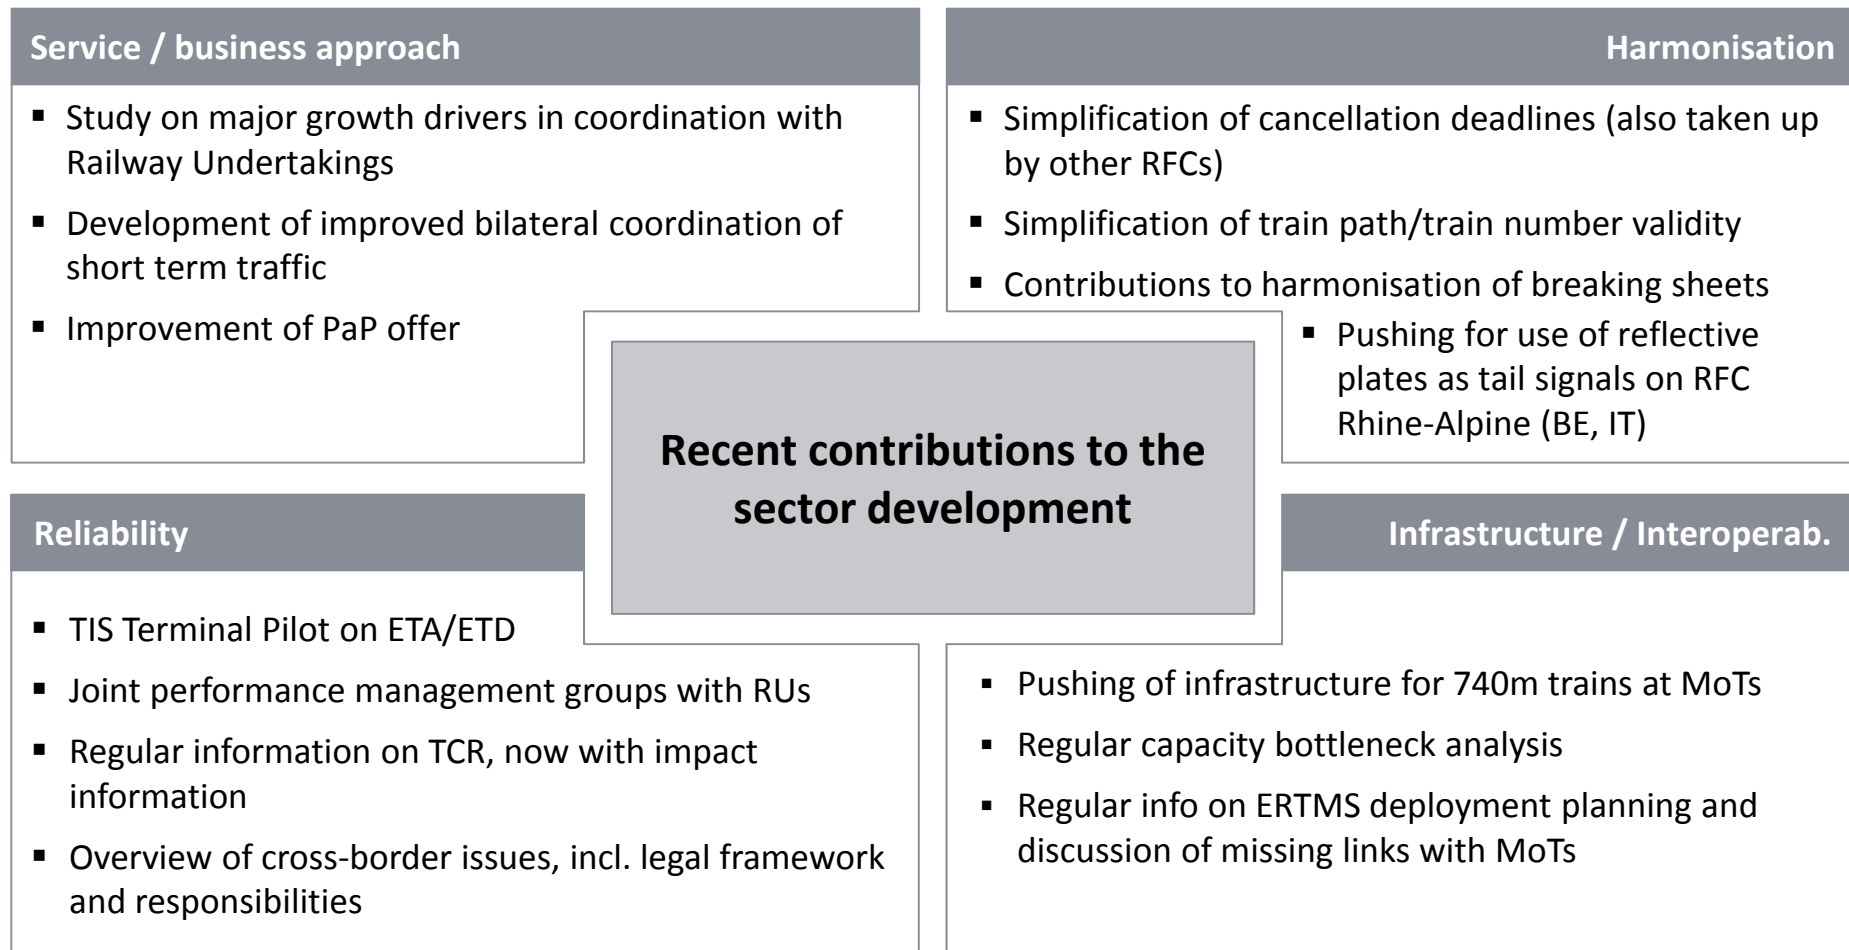 Service / business approach
▪ Study on major growth drivers in coordination with
Railway Undertakings
▪ Development of improved bilateral coordination of
short term traffic
▪ Improvement of PaP offer
Harmonisation
▪ Simplification of cancellation deadlines (also taken up
by other RFCs)
▪ Simplification of train path/train number validity
▪ Contributions to harmonisation of breaking sheets
▪ Pushing for use of reflective
plates as tail signals on RFC
Rhine-Alpine (BE, IT)
Recent contributions to the
sector development
Reliability
▪ TIS Terminal Pilot on ETA/ETD
▪ Joint performance management groups with RUs
▪ Regular information on TCR, now with impact
information
▪ Overview of cross-border issues, incl. legal framework
and responsibilities
Infrastructure / Interoperab.
▪ Pushing of infrastructure for 740m trains at MoTs
▪ Regular capacity bottleneck analysis
▪ Regular info on ERTMS deployment planning and
discussion of missing links with MoTs